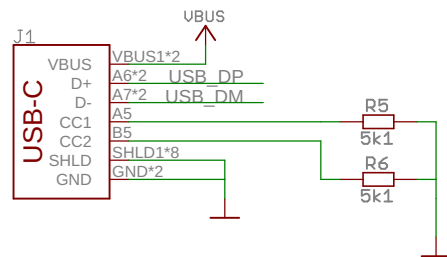 VBUS
J1
USB-C
VBUS VBUS1*2
D+ A6*2 USB_DP
D- A7*2 USB_DM
CC1 A5
CC2 B5
SHLD SHLD1*8
GND GND*2
R5
5k1
R6
5k1